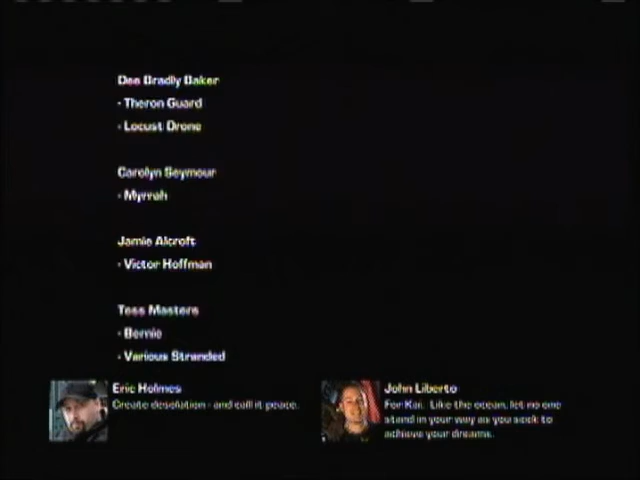 Dee Bradly Baker
- Theron Guard
- Locust Drone
Carolyn Seymour
- Myrrah
Jamie Alcroft
- Victor Hoffman
Tess Masters
- Bernie
- Various Stranded
Eric Holmes
Create desolation - and call it peace.
John Liberto
For Kai. Like the ocean, let no one
stand in your way as you seek to
achieve your dreams.